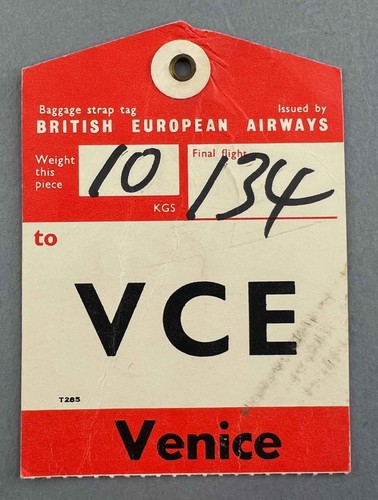 Baggage strap tag Issued by
BRITISH EUROPEAN AIRWAYS
Weight this piece 10 KGS
Final flight 134
to
VCE
T285
Venice